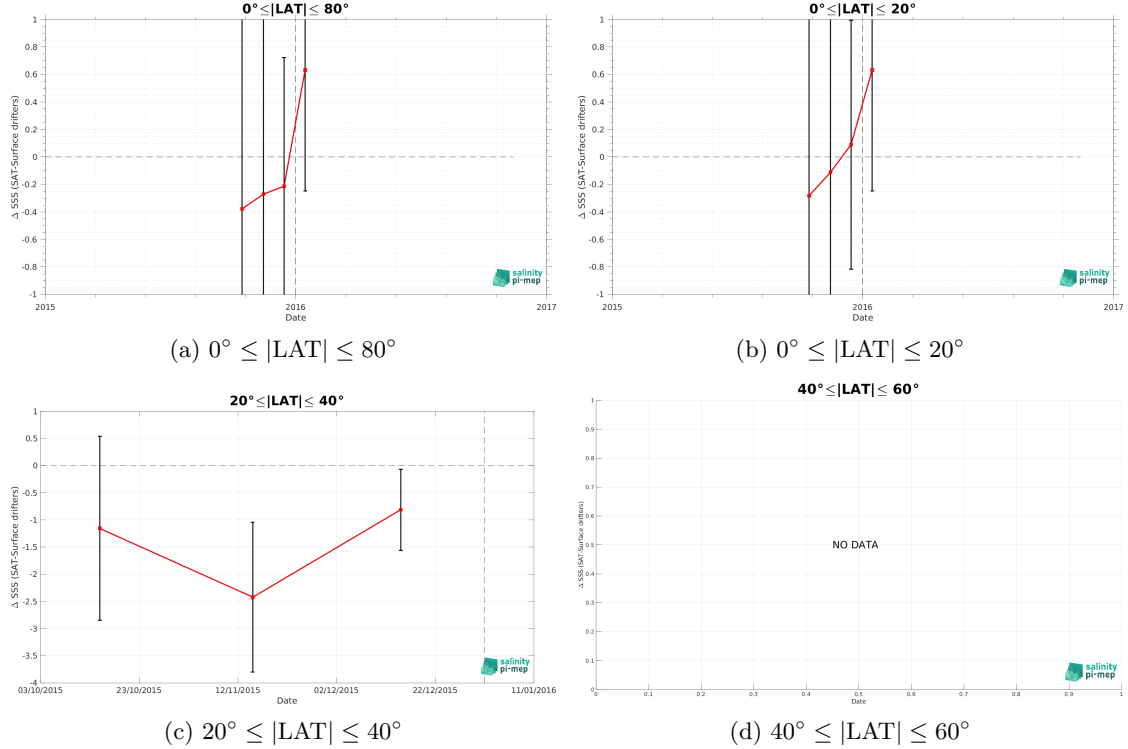 0°≤|LAT|≤ 80°
1
0.8
0.6
0.4
0.2
0
-0.2
-0.4
-0.6
-0.8
-1
Δ SSS (SAT-Surface drifters)
2015
2016
2017
Date
salinity
pi-mep
(a) 0° ≤ |LAT| ≤ 80°
0°≤|LAT|≤ 20°
1
0.8
0.6
0.4
0.2
0
-0.2
-0.4
-0.6
-0.8
-1
Δ SSS (SAT-Surface drifters)
2015
2016
2017
Date
salinity
pi-mep
(b) 0° ≤ |LAT| ≤ 20°
20°≤|LAT|≤ 40°
1
0.5
0
-0.5
-1
-1.5
-2
-2.5
-3
-3.5
-4
Δ SSS (SAT-Surface drifters)
03/10/2015
23/10/2015
12/11/2015
02/12/2015
22/12/2015
11/01/2016
Date
salinity
pi-mep
(c) 20° ≤ |LAT| ≤ 40°
40°≤|LAT|≤ 60°
1
0.9
0.8
0.7
0.6
0.5
0.4
0.3
0.2
0.1
0
Δ SSS (SAT-Surface drifters)
NO DATA
0
0.1
0.2
0.3
0.4
0.5
0.6
0.7
0.8
0.9
1
Date
salinity
pi-mep
(d) 40° ≤ |LAT| ≤ 60°